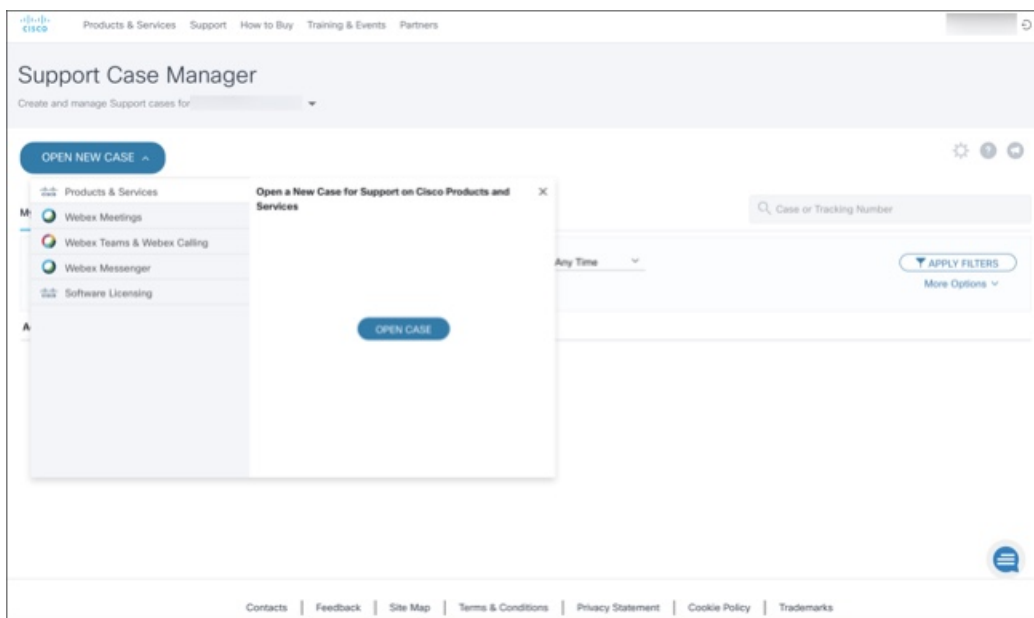 CISCO
Products & Services Support How to Buy Training & Events Partners
Support Case Manager
Create and manage Support cases for
OPEN NEW CASE
Products & Services
Open a New Case for Support on Cisco Products and
Services
Webex Meetings
Case or Tracking Number
Webex Teams & Webex Calling
Any Time
APPLY FILTERS
Webex Messenger
More Options
Software Licensing
OPEN CASE
Contacts | Feedback | Site Map | Terms & Conditions | Privacy Statement | Cookie Policy | Trademarks